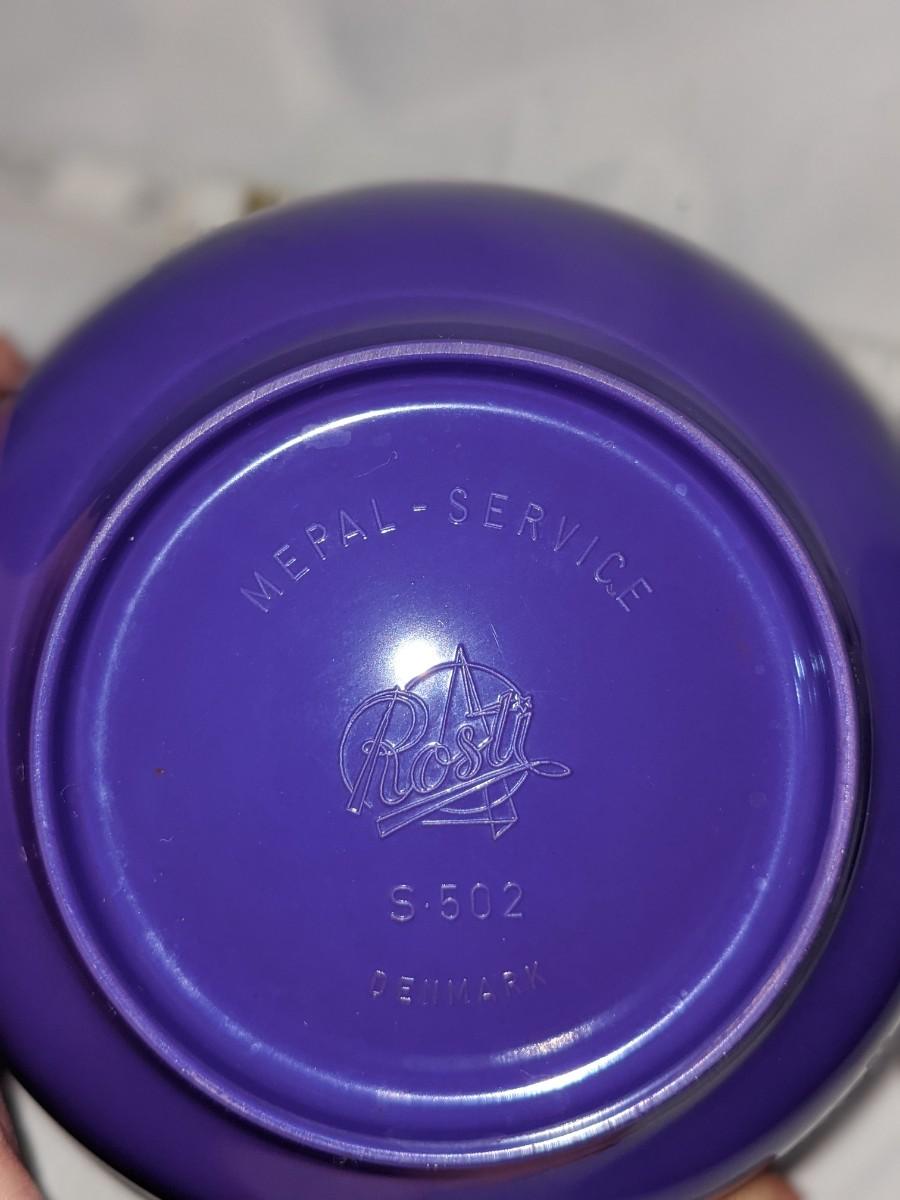 MEPAL-SERVICE
Rosti
S·502
DENMARK